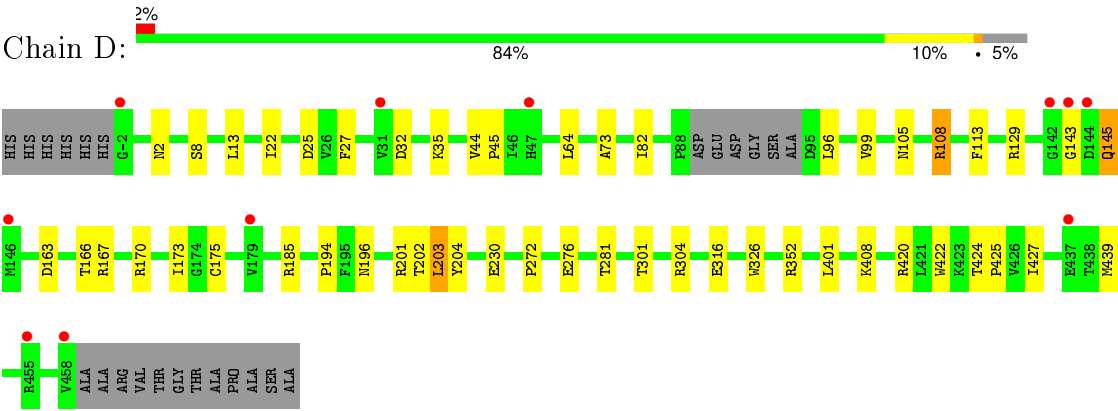 2%
Chain D:
84% 10% • 5%
HIS HIS HIS HIS HIS HIS G-2 N2 S8 L13 I22 D25 V26 F27 V31 D32 K35 V44 P45 I46 H47 L64 A73 I82 P88 ASP GLU ASP GLY SER ALA D95 L96 V99 N105 R108 F113 R129 G142 G143 D144 Q145
M146 D163 T166 R167 R170 I173 G174 C175 V179 R185 P194 F195 N196 R201 T202 L203 Y204 E230 P272 E276 T281 T301 R304 E316 W326 R352 L401 K408 R420 L421 W422 K423 T424 P425 V426 I427 E437 T438 M439
R455 V458 ALA ALA ARG VAL THR GLY THR ALA PRO ALA SER ALA